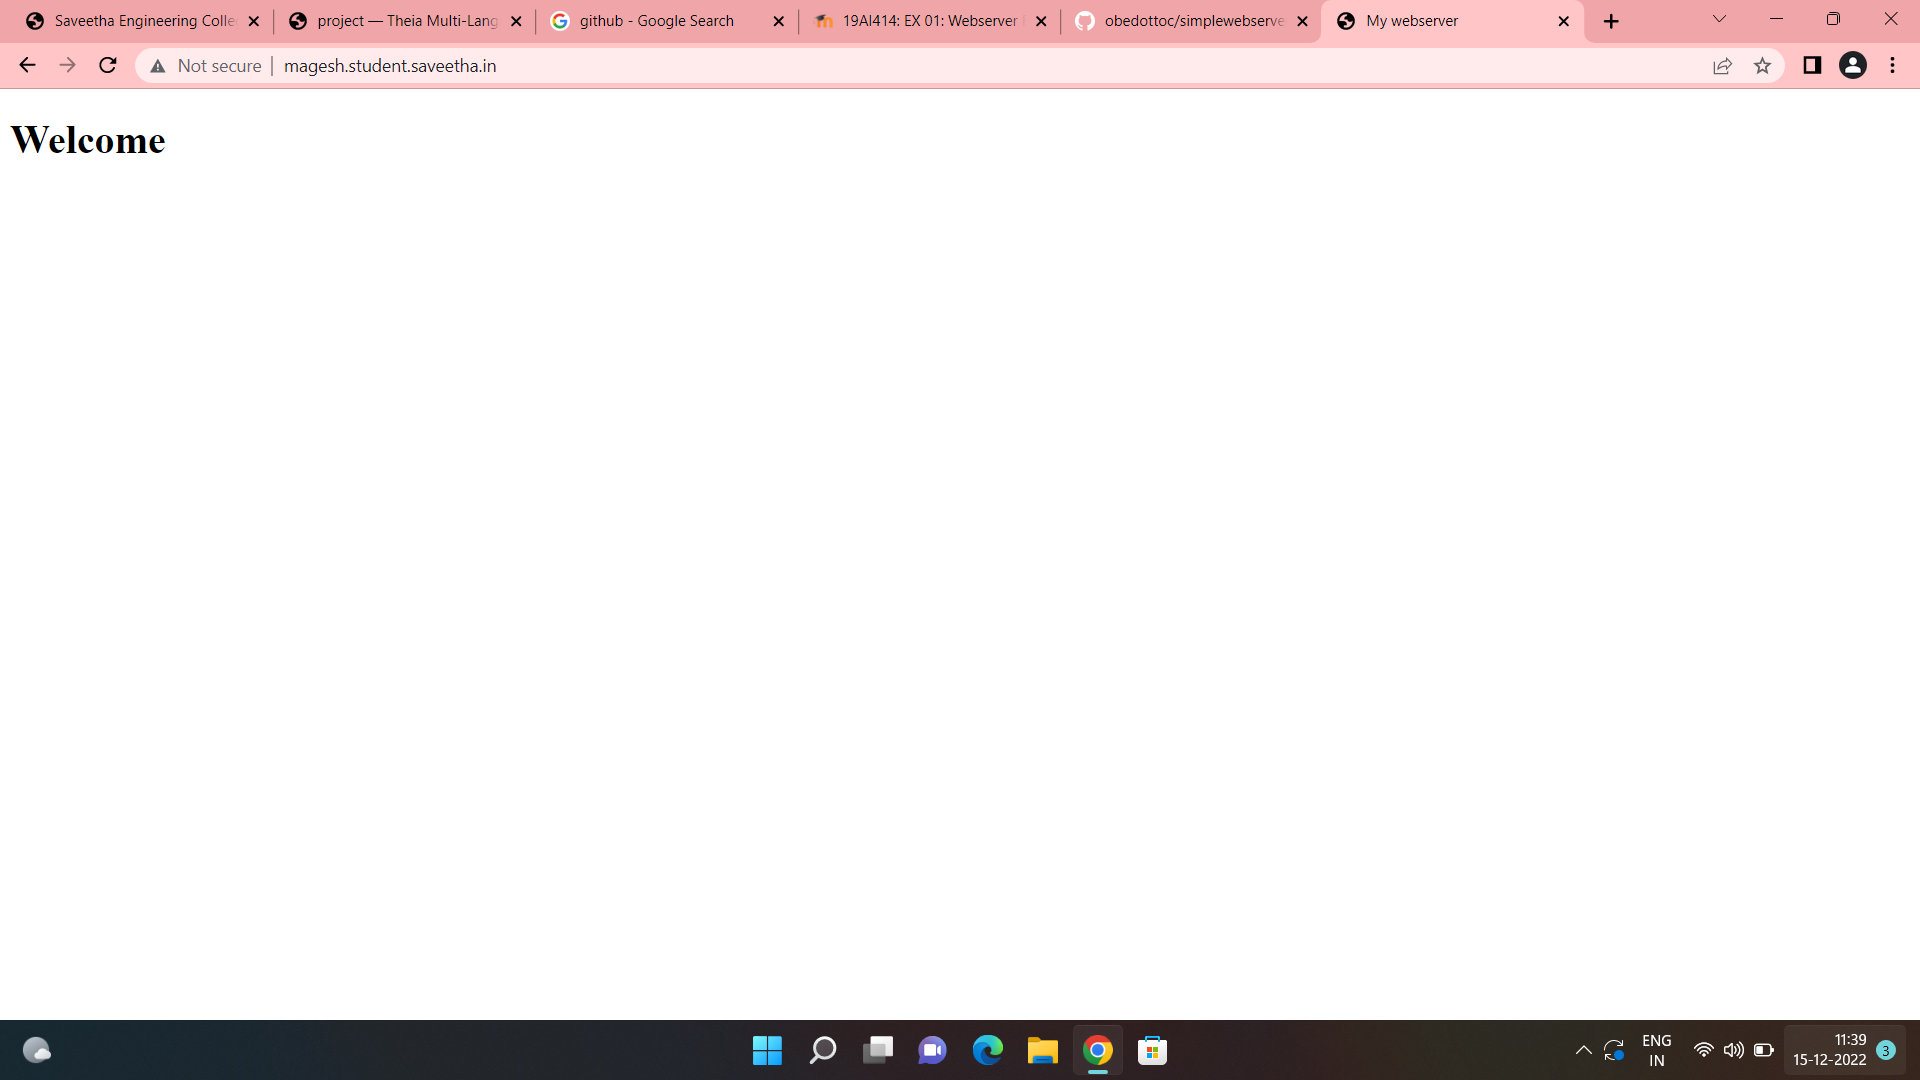 Saveetha Engineering Colle
project — Theia Multi-Lang
github - Google Search
19AI414: EX 01: Webserver
obedottoc/simplewebserve
My webserver
Not secure
magesh.student.saveetha.in
Welcome
ENG
IN
11:39
15-12-2022
3